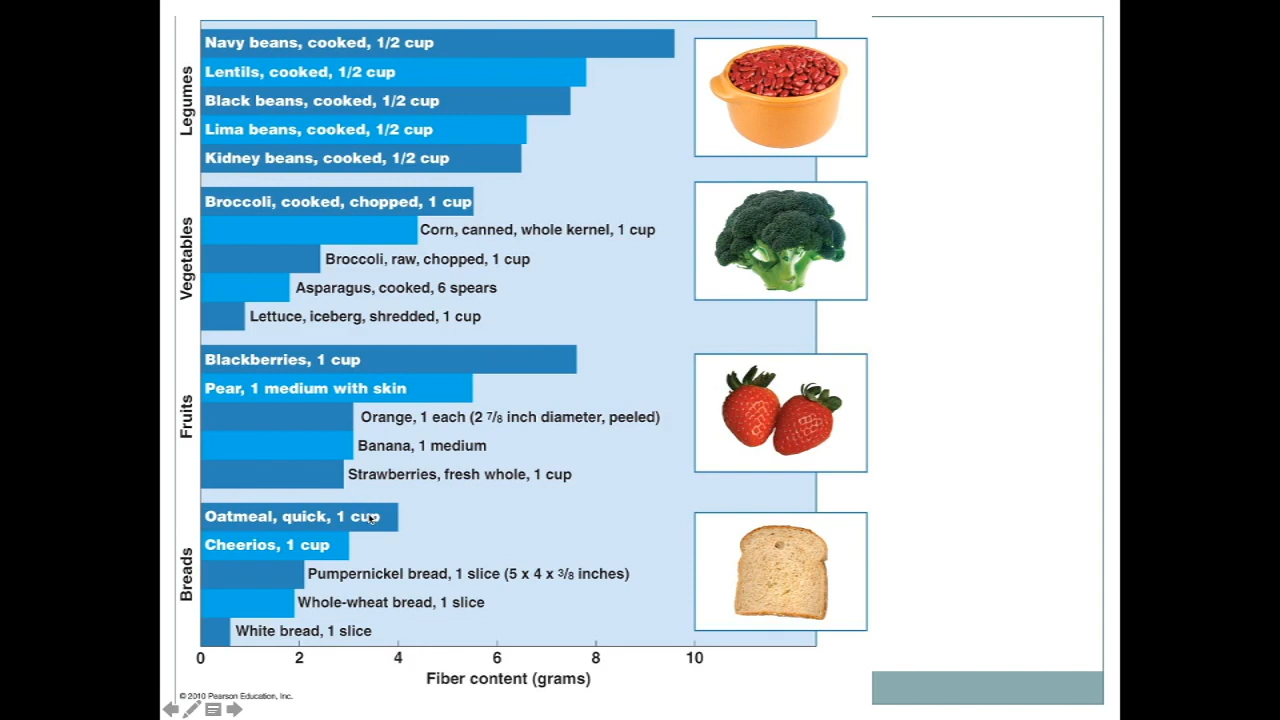 Legumes
Navy beans, cooked, 1/2 cup
Lentils, cooked, 1/2 cup
Black beans, cooked, 1/2 cup
Lima beans, cooked, 1/2 cup
Kidney beans, cooked, 1/2 cup
Vegetables
Broccoli, cooked, chopped, 1 cup
Corn, canned, whole kernel, 1 cup
Broccoli, raw, chopped, 1 cup
Asparagus, cooked, 6 spears
Lettuce, iceberg, shredded, 1 cup
Fruits
Blackberries, 1 cup
Pear, 1 medium with skin
Orange, 1 each (2 7/8 inch diameter, peeled)
Banana, 1 medium
Strawberries, fresh whole, 1 cup
Breads
Oatmeal, quick, 1 cup
Cheerios, 1 cup
Pumpernickel bread, 1 slice (5 x 4 x 3/8 inches)
Whole-wheat bread, 1 slice
White bread, 1 slice
0 2 4 6 8 10
Fiber content (grams)
© 2010 Pearson Education, Inc.